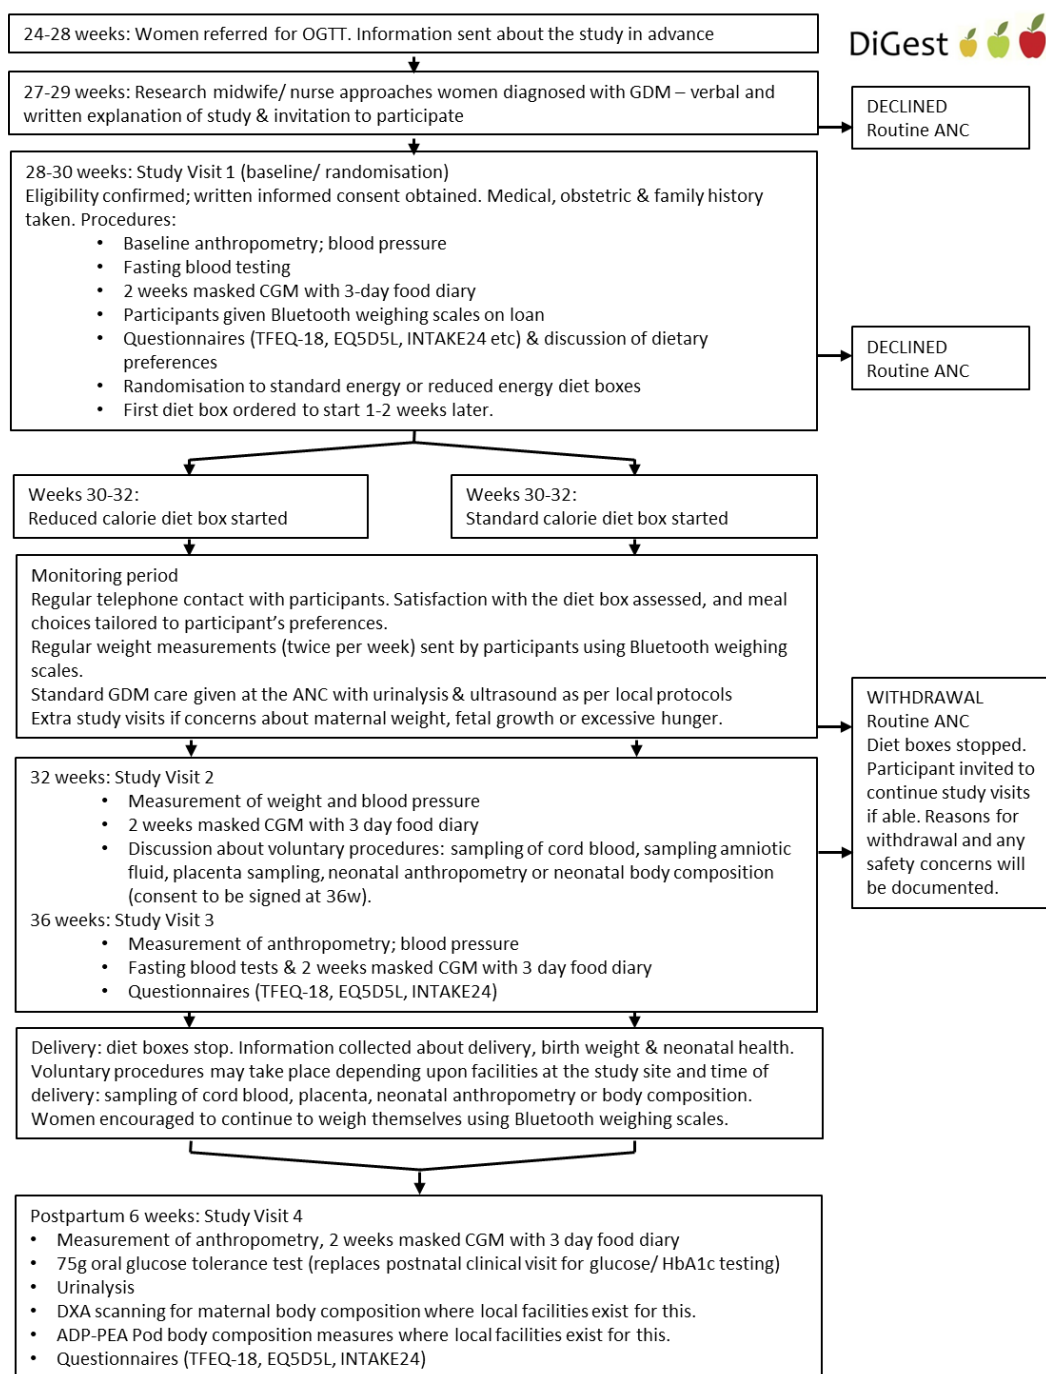 24-28 weeks: Women referred for OGTT. Information sent about the study in advance
DiGest
27-29 weeks: Research midwife/ nurse approaches women diagnosed with GDM – verbal and
written explanation of study & invitation to participate
DECLINED
Routine ANC
28-30 weeks: Study Visit 1 (baseline/ randomisation)
Eligibility confirmed; written informed consent obtained. Medical, obstetric & family history
taken. Procedures:
• Baseline anthropometry; blood pressure
• Fasting blood testing
• 2 weeks masked CGM with 3-day food diary
• Participants given Bluetooth weighing scales on loan
• Questionnaires (TFEQ-18, EQ5D5L, INTAKE24 etc) & discussion of dietary
preferences
• Randomisation to standard energy or reduced energy diet boxes
• First diet box ordered to start 1-2 weeks later.
DECLINED
Routine ANC
Weeks 30-32:
Reduced calorie diet box started
Weeks 30-32:
Standard calorie diet box started
Monitoring period
Regular telephone contact with participants. Satisfaction with the diet box assessed, and meal
choices tailored to participant's preferences.
Regular weight measurements (twice per week) sent by participants using Bluetooth weighing
scales.
Standard GDM care given at the ANC with urinalysis & ultrasound as per local protocols
Extra study visits if concerns about maternal weight, fetal growth or excessive hunger.
WITHDRAWAL
Routine ANC
Diet boxes stopped.
Participant invited to
continue study visits
if able. Reasons for
withdrawal and any
safety concerns will
be documented.
32 weeks: Study Visit 2
• Measurement of weight and blood pressure
• 2 weeks masked CGM with 3 day food diary
• Discussion about voluntary procedures: sampling of cord blood, sampling amniotic
fluid, placenta sampling, neonatal anthropometry or neonatal body composition
(consent to be signed at 36w).
36 weeks: Study Visit 3
• Measurement of anthropometry; blood pressure
• Fasting blood tests & 2 weeks masked CGM with 3 day food diary
• Questionnaires (TFEQ-18, EQ5D5L, INTAKE24)
Delivery: diet boxes stop. Information collected about delivery, birth weight & neonatal health.
Voluntary procedures may take place depending upon facilities at the study site and time of
delivery: sampling of cord blood, placenta, neonatal anthropometry or body composition.
Women encouraged to continue to weigh themselves using Bluetooth weighing scales.
Postpartum 6 weeks: Study Visit 4
• Measurement of anthropometry, 2 weeks masked CGM with 3 day food diary
• 75g oral glucose tolerance test (replaces postnatal clinical visit for glucose/ HbA1c testing)
• Urinalysis
• DXA scanning for maternal body composition where local facilities exist for this.
• ADP-PEA Pod body composition measures where local facilities exist for this.
• Questionnaires (TFEQ-18, EQ5D5L, INTAKE24)